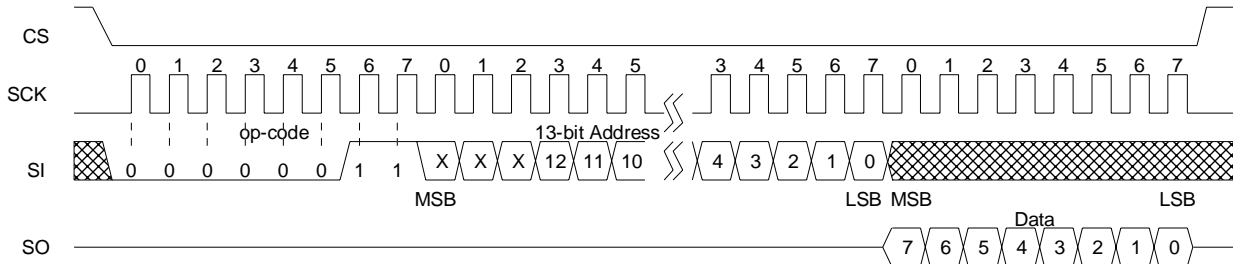 CS
0 1 2 3 4 5 6 7 0 1 2 3 4 5 3 4 5 6 7 0 1 2 3 4 5 6 7
SCK
op-code 13-bit Address
SI 0 0 0 0 0 0 1 1 X X X 12 11 10 4 3 2 1 0
MSB LSB MSB LSB
Data
SO 7 6 5 4 3 2 1 0